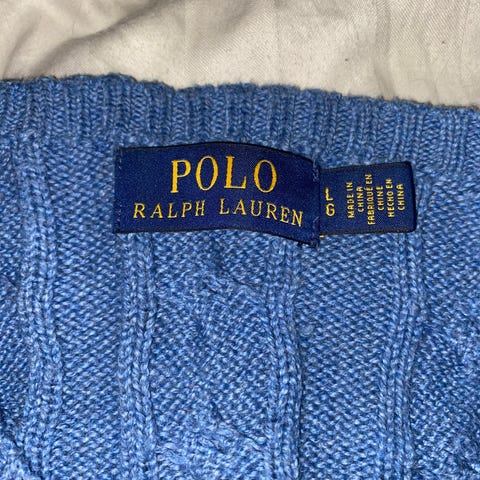 POLO
RALPH LAUREN
L
G
MADE IN
CHINA
FABRIQUÉ EN
CHINE
HECHO EN
CHINA